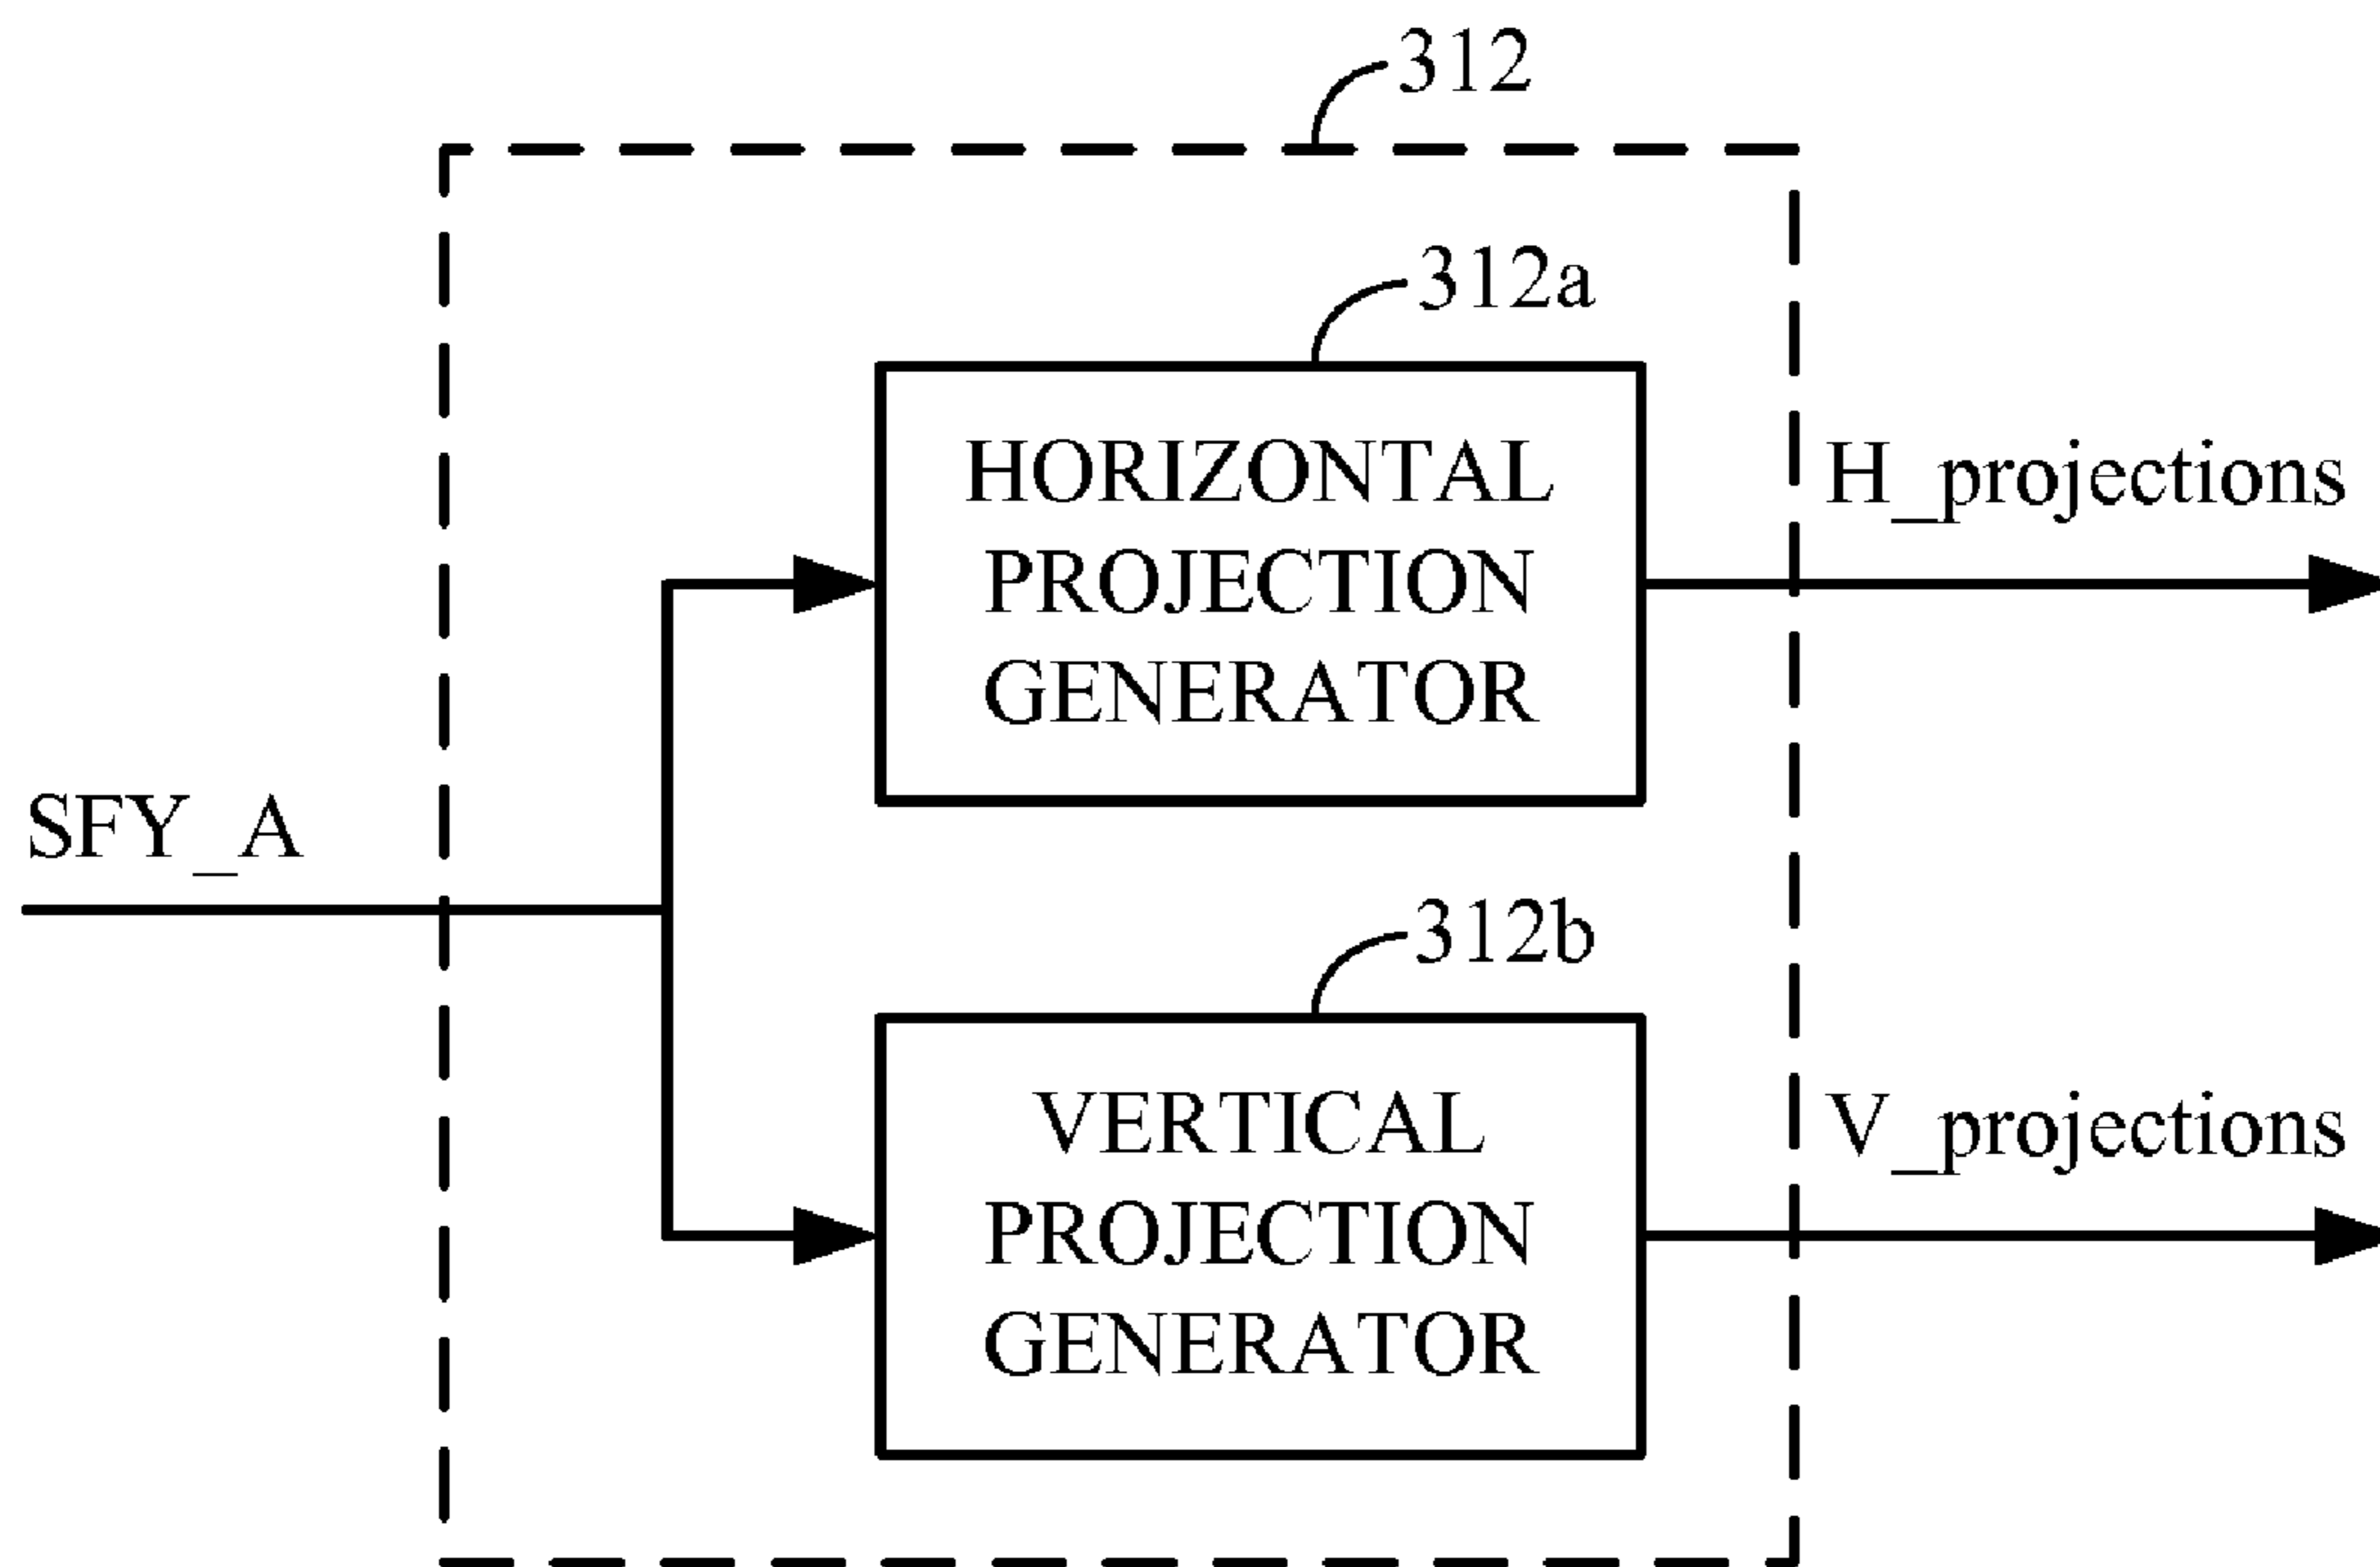 312
312a
HORIZONTAL
PROJECTION
GENERATOR
H_projections
SFY_A
312b
VERTICAL
PROJECTION
GENERATOR
V_projections